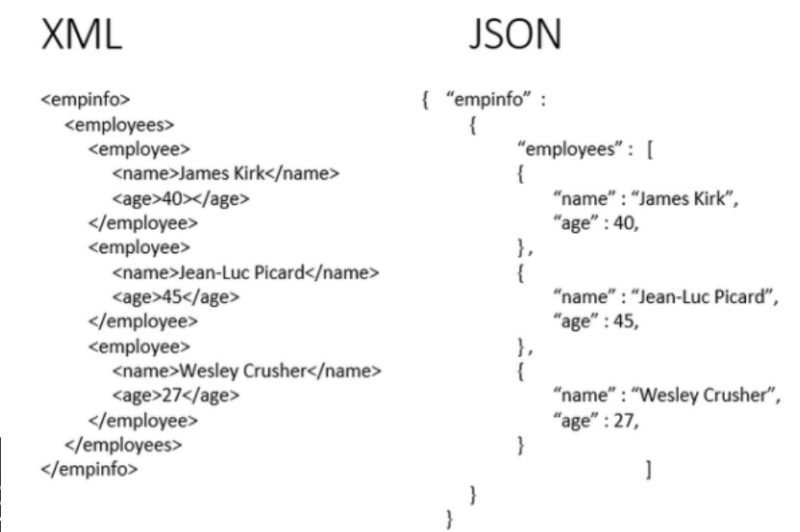 XML
<empinfo>
<employees>
<employee>
<name>James Kirk</name>
<age>40></age>
</employee>
<employee>
<name>Jean-Luc Picard</name>
<age>45</age>
</employee>
<employee>
<name>Wesley Crusher</name>
<age>27</age>
</employee>
</employees>
</empinfo>
JSON
{ “empinfo” :
{
“employees” : [
{
“name” : “James Kirk”,
“age” : 40,
},
{
“name” : “Jean-Luc Picard”,
“age” : 45,
},
{
“name” : “Wesley Crusher”,
“age” : 27,
}
]
}
}